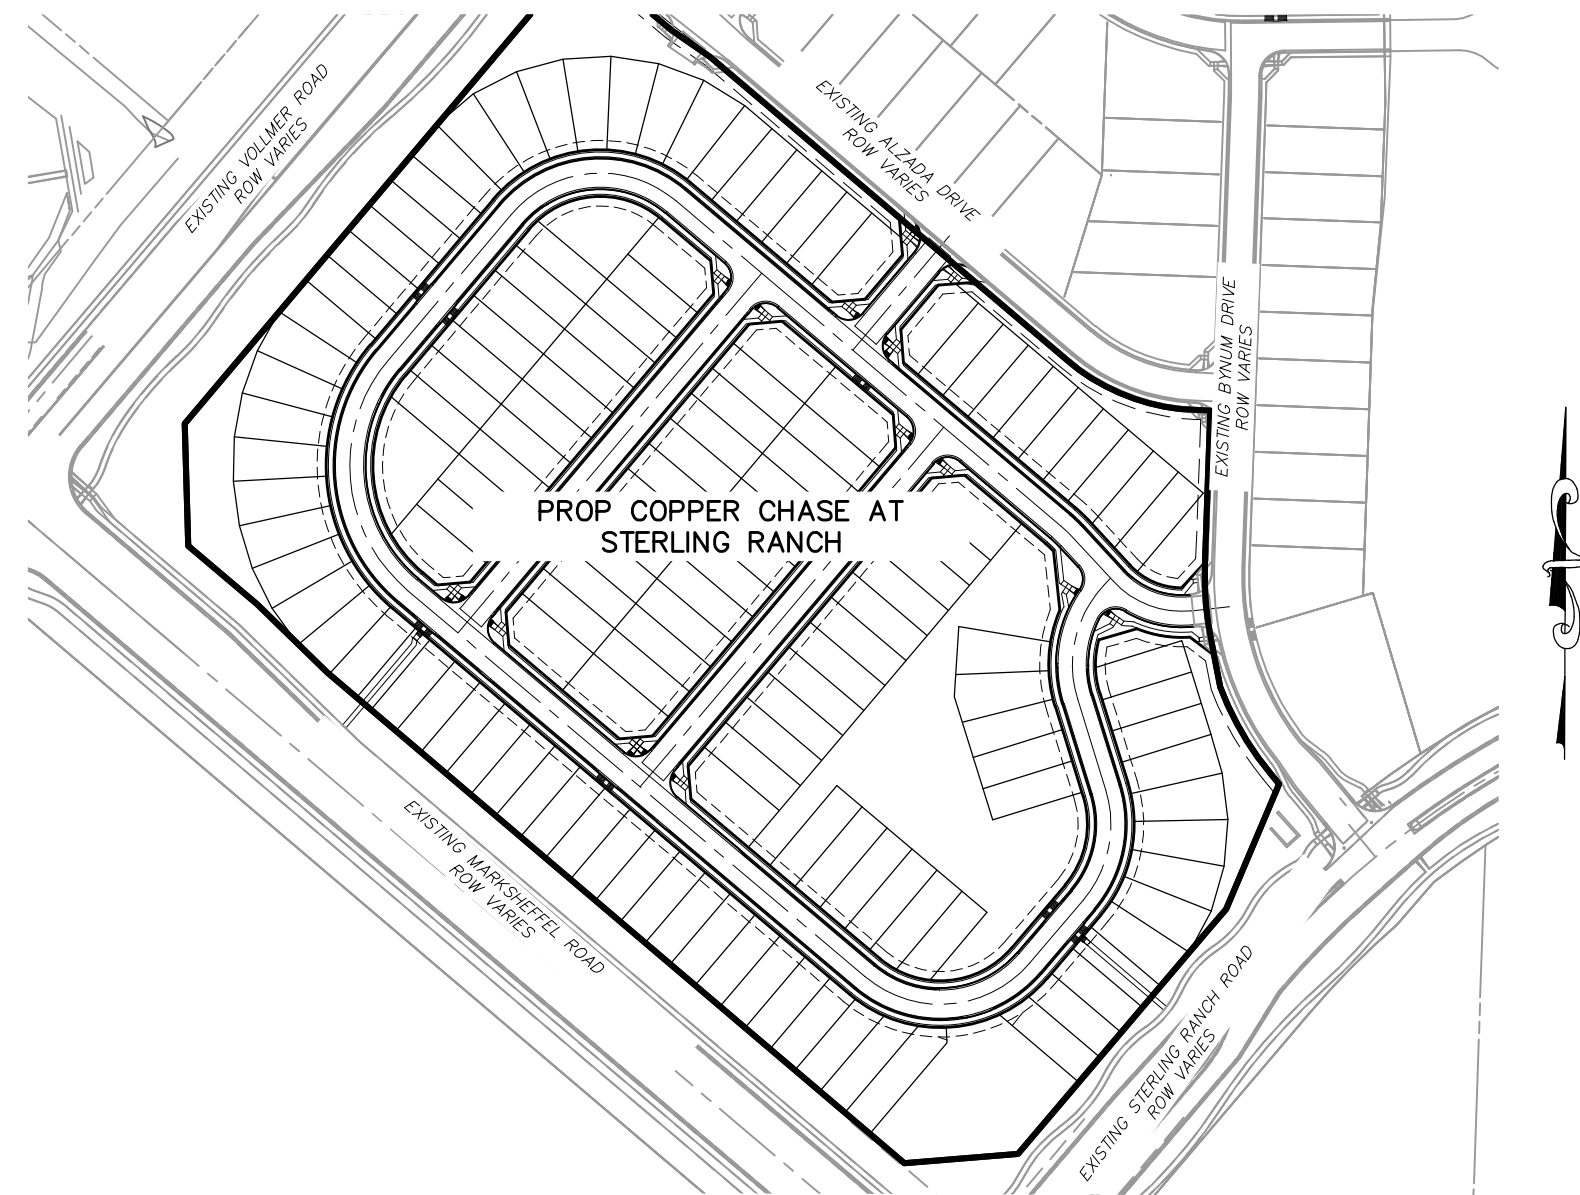 EXISTING VOLLMER ROAD
ROW VARIES
EXISTING ALZADA DRIVE
ROW VARIES
EXISTING BYNUM DRIVE
ROW VARIES
PROP COPPER CHASE AT
STERLING RANCH
EXISTING MARKSHEFFEL ROAD
ROW VARIES
EXISTING STERLING RANCH ROAD
ROW VARIES